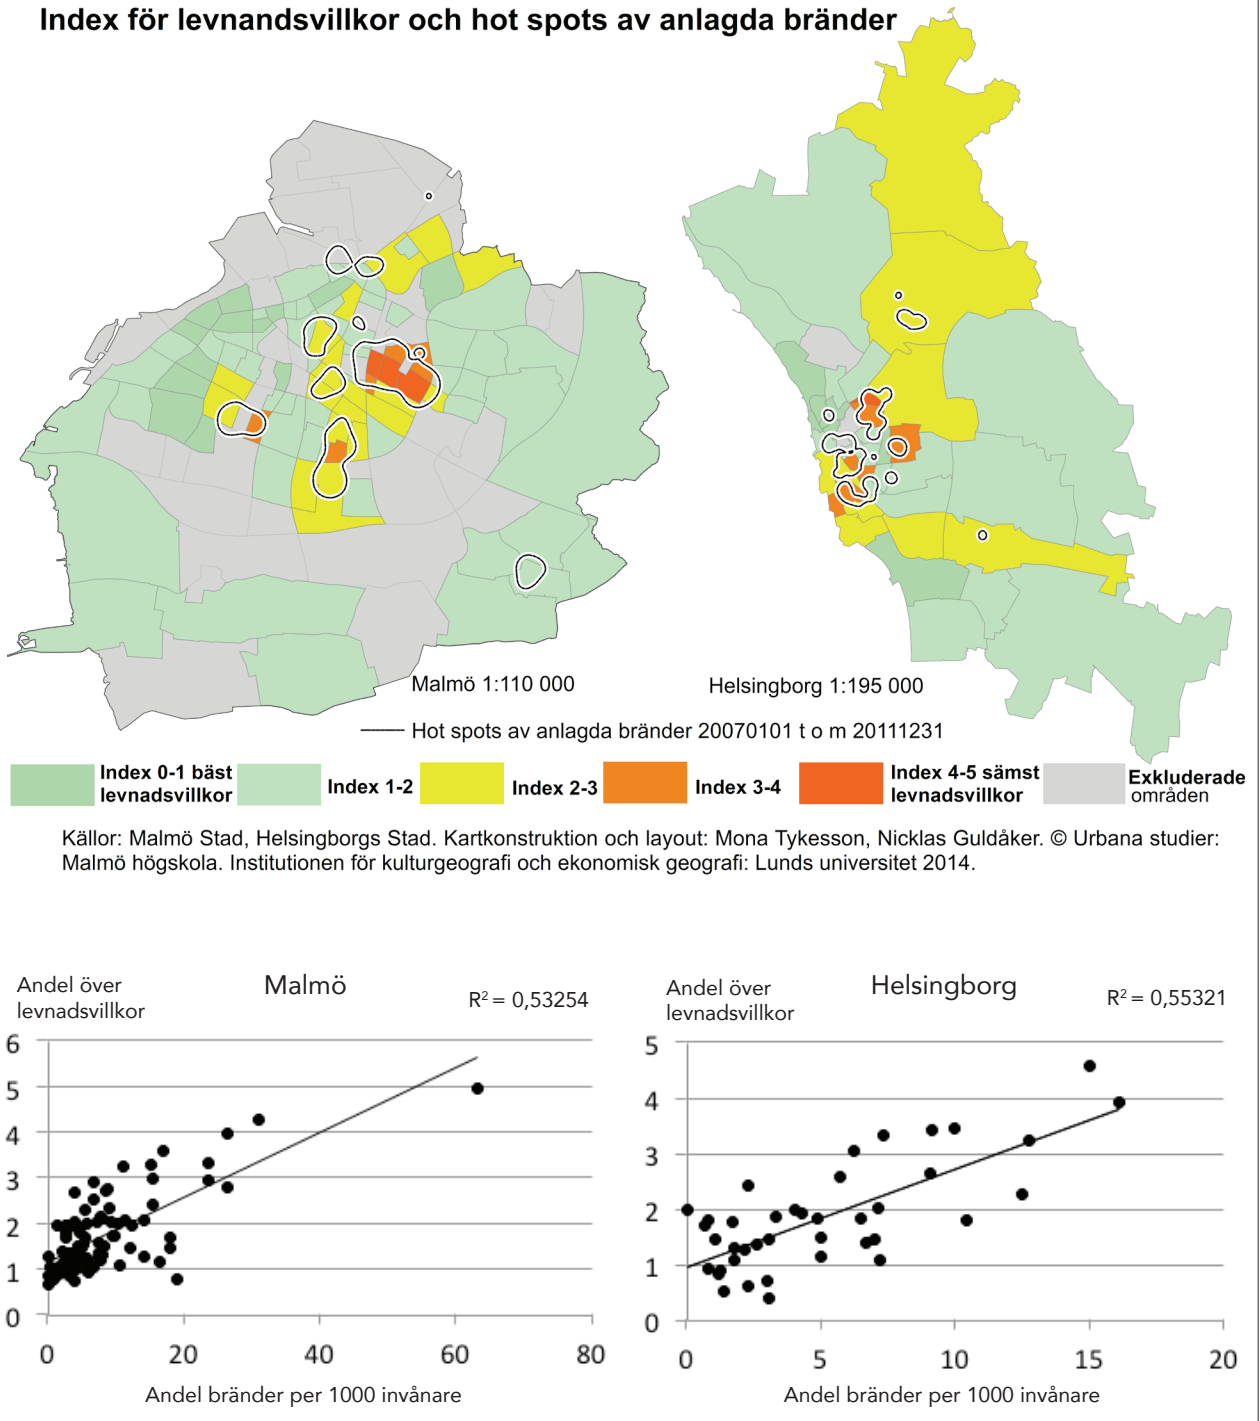 Index för levnandsvillkor och hot spots av anlagda bränder
Malmö 1:110 000
Helsingborg 1:195 000
Hot spots av anlagda bränder 20070101 t o m 20111231
Index 0-1 bäst
levnadsvillkor
Index 1-2
Index 2-3
Index 3-4
Index 4-5 sämst
levnadsvillkor
Exkluderade
områden
Källor: Malmö Stad, Helsingborgs Stad. Kartkonstruktion och layout: Mona Tykesson, Nicklas Guldåker. © Urbana studier:
Malmö högskola. Institutionen för kulturgeografi och ekonomisk geografi: Lunds universitet 2014.
Andel över
levnadsvillkor
Malmö
R² = 0,53254
6
5
4
3
2
1
0
0 20 40 60 80
Andel bränder per 1000 invånare
Andel över
levnadsvillkor
Helsingborg
R² = 0,55321
5
4
3
2
1
0
0 5 10 15 20
Andel bränder per 1000 invånare